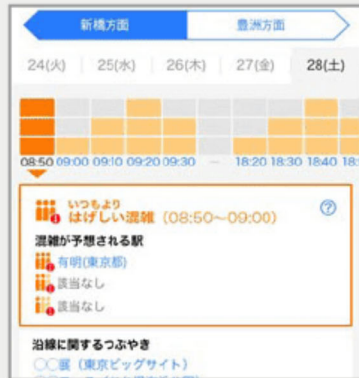 新橋方面
豊洲方面
24(火) 25(水) 26(木) 27(金) 28(土)
08:50 09:00 09:10 09:20 09:30 — 18:20 18:30 18:40 18:
いつもより
はげしい混雑 (08:50～09:00)
?
混雑が予想される駅
有明(東京都)
該当なし
該当なし
沿線に関するつぶやき
〇〇展（東京ビッグサイト）